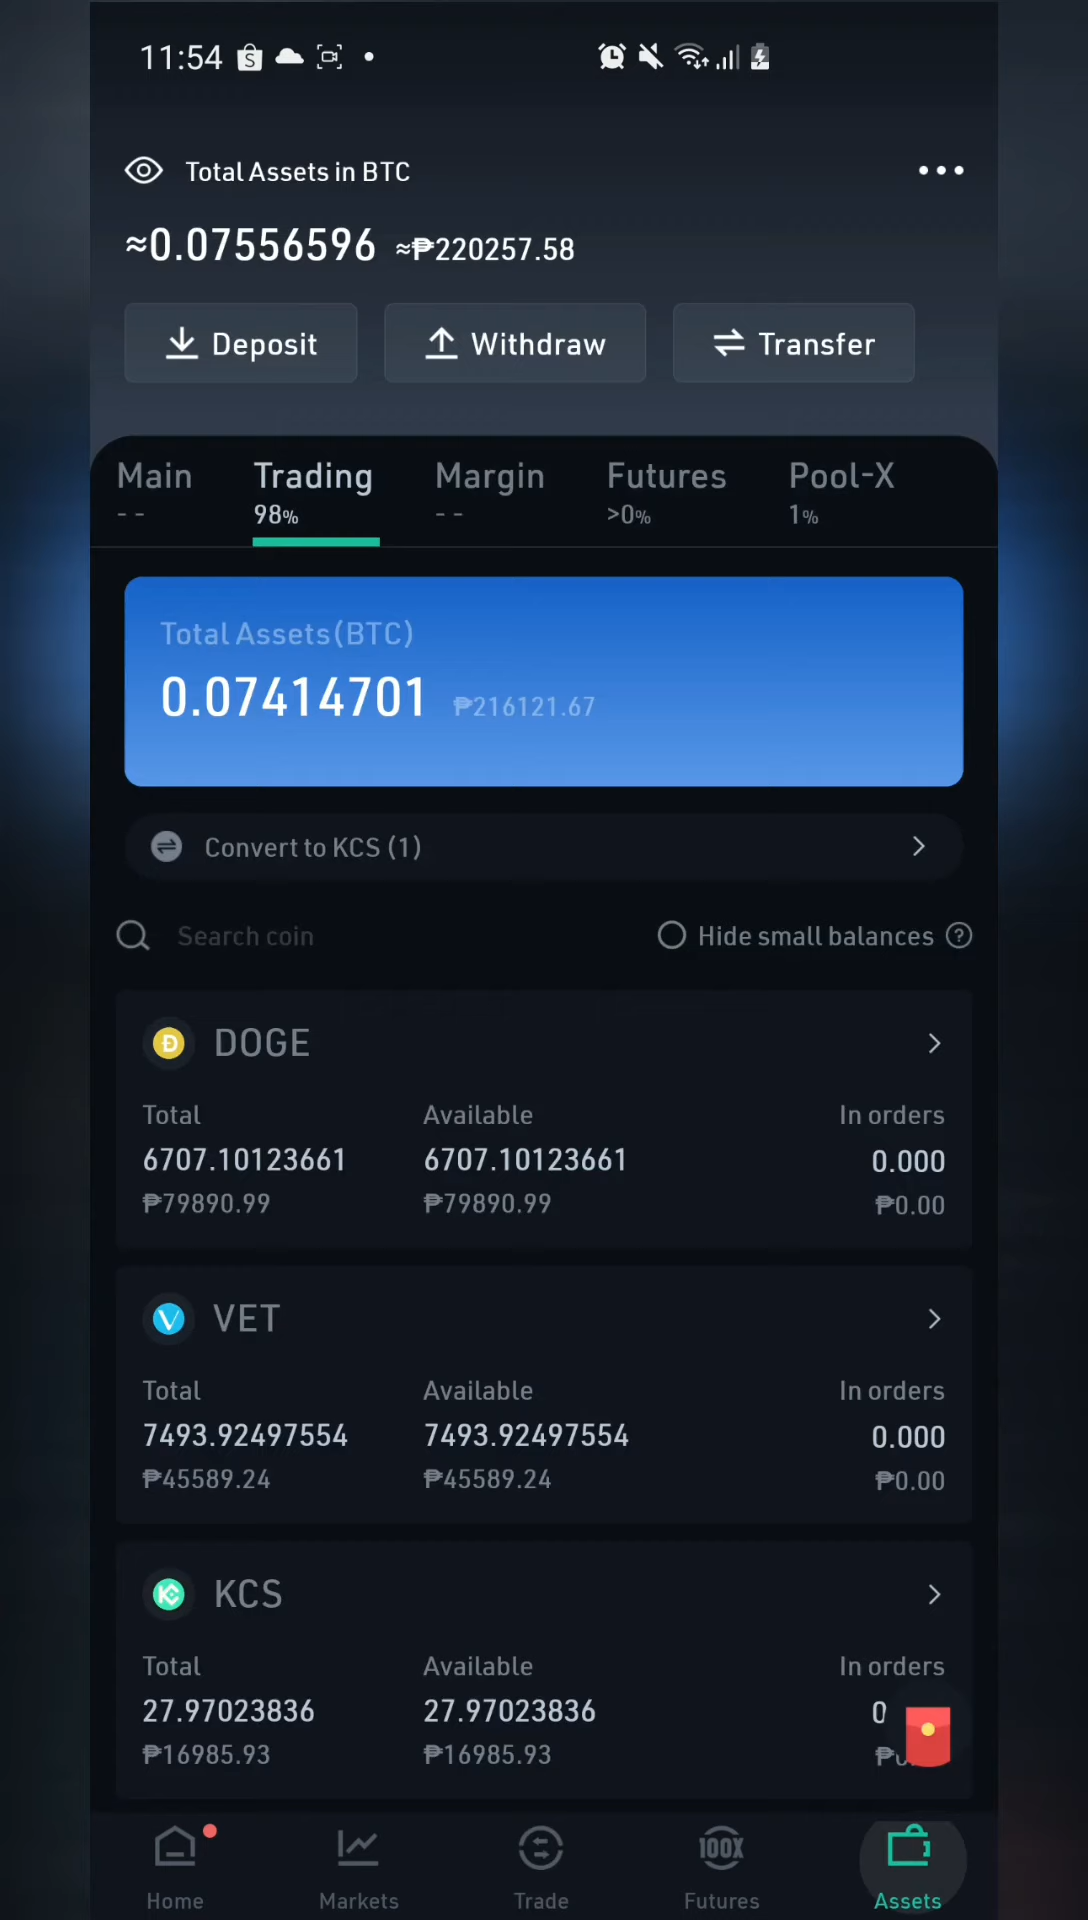 11:54
Total Assets in BTC
≈0.07556596 ≈₱220257.58
Deposit Withdraw Transfer
Main Trading Margin Futures Pool-X
-- 98% -- >0% 1%
Total Assets(BTC)
0.07414701 ₱216121.67
Convert to KCS (1)
Search coin Hide small balances ?
DOGE
Total Available In orders
6707.10123661 6707.10123661 0.000
₱79890.99 ₱79890.99 ₱0.00
VET
Total Available In orders
7493.92497554 7493.92497554 0.000
₱45589.24 ₱45589.24 ₱0.00
KCS
Total Available In orders
27.97023836 27.97023836 0
₱16985.93 ₱16985.93
100X
Home Markets Trade Futures Assets